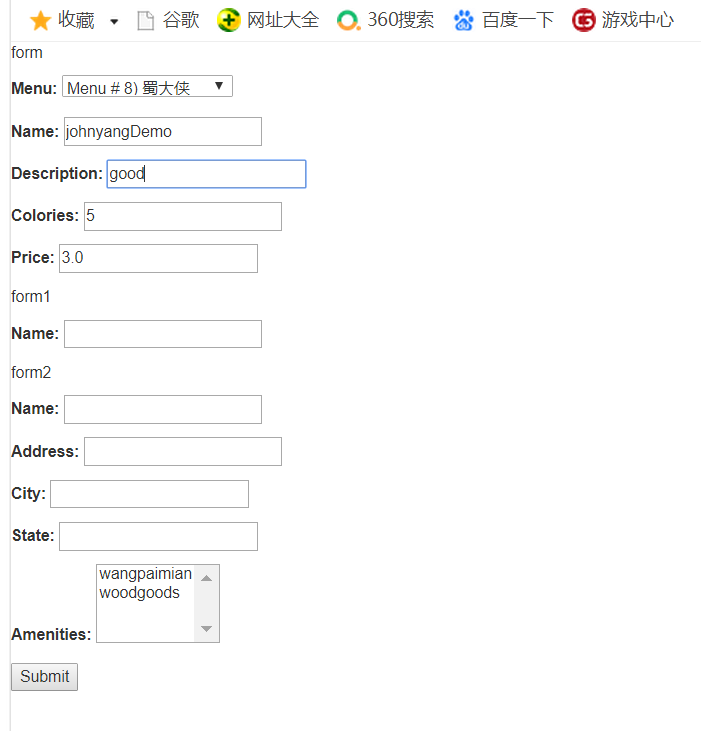 收藏 谷歌 网址大全 360搜索 百度一下 游戏中心
form
Menu: Menu # 8) 蜀大侠
Name: johnyangDemo
Description: good
Colories: 5
Price: 3.0
form1
Name:
form2
Name:
Address:
City:
State:
wangpaimian
woodgoods
Amenities:
Submit